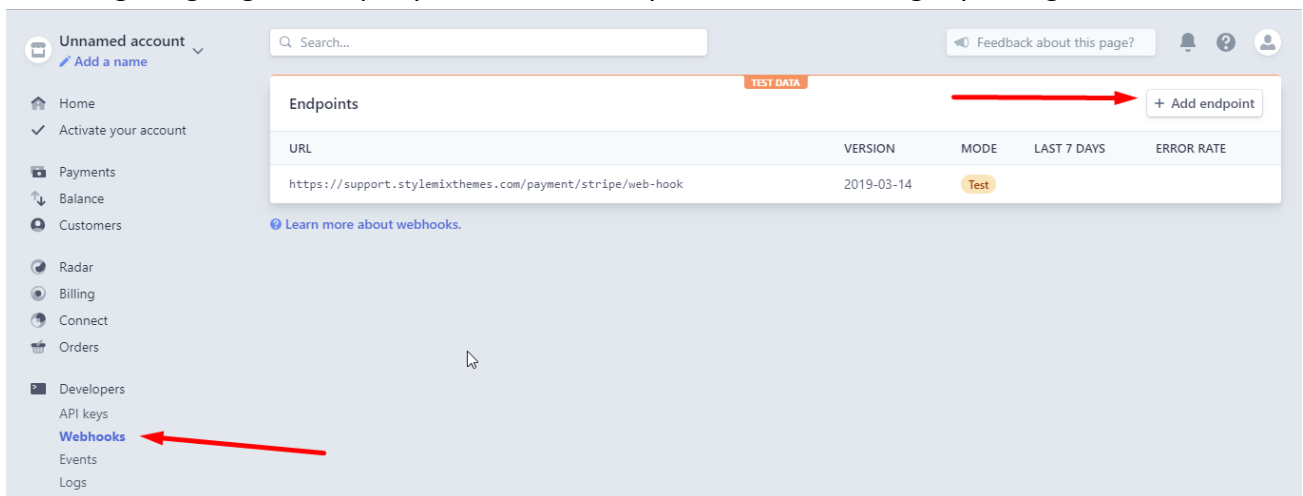 Unnamed account
Add a name
Search...
Feedback about this page?
Home
Activate your account
Payments
Balance
Customers
Radar
Billing
Connect
Orders
Developers
API keys
Webhooks
Events
Logs
TEST DATA
Endpoints
+ Add endpoint
URL VERSION MODE LAST 7 DAYS ERROR RATE
https://support.stylemixthemes.com/payment/stripe/web-hook 2019-03-14 Test
Learn more about webhooks.